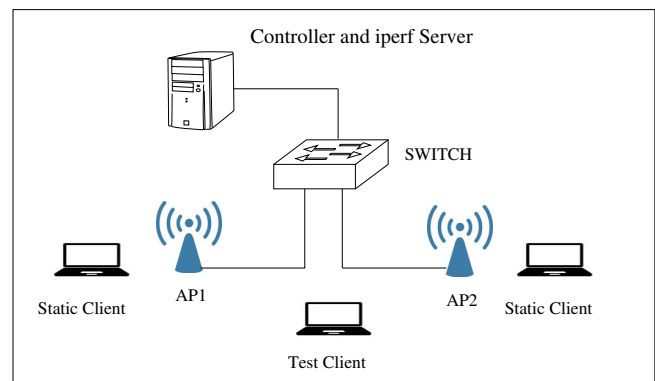 Controller and iperf Server
SWITCH
AP1
AP2
Static Client
Static Client
Test Client